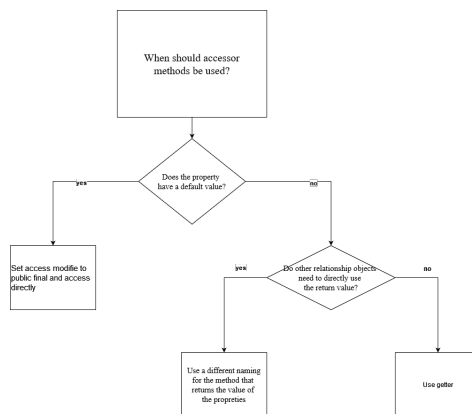 When should accessor
methods be used?
Does the property
have a default value?
yes
no
Set access modifie to
public final and access
directly
Do other relationship objects
need to directly use
the return value?
yes
no
Use a different naming
for the method that
returns the value of
the propreties
Use getter